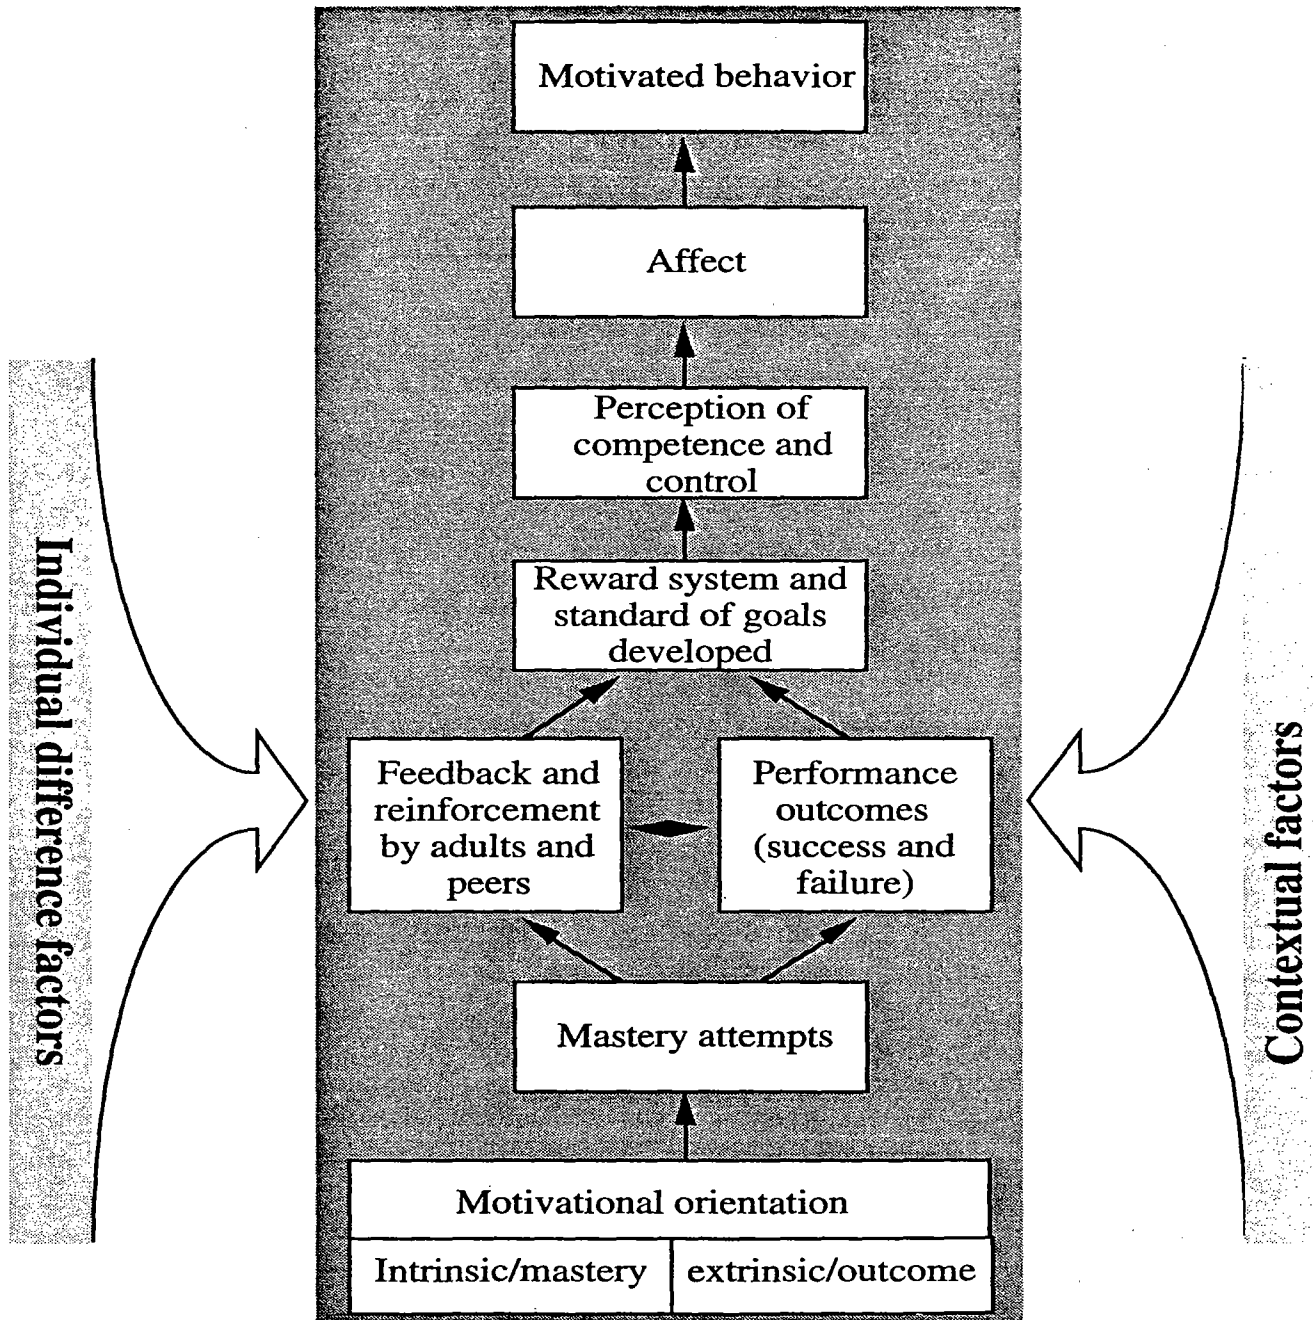 Motivated behavior
Affect
Perception of
competence and
control
Reward system and
standard of goals
developed
Feedback and
reinforcement
by adults and
peers
Performance
outcomes
(success and
failure)
Mastery attempts
Motivational orientation
Intrinsic/mastery
extrinsic/outcome
Individual difference factors
Contextual factors